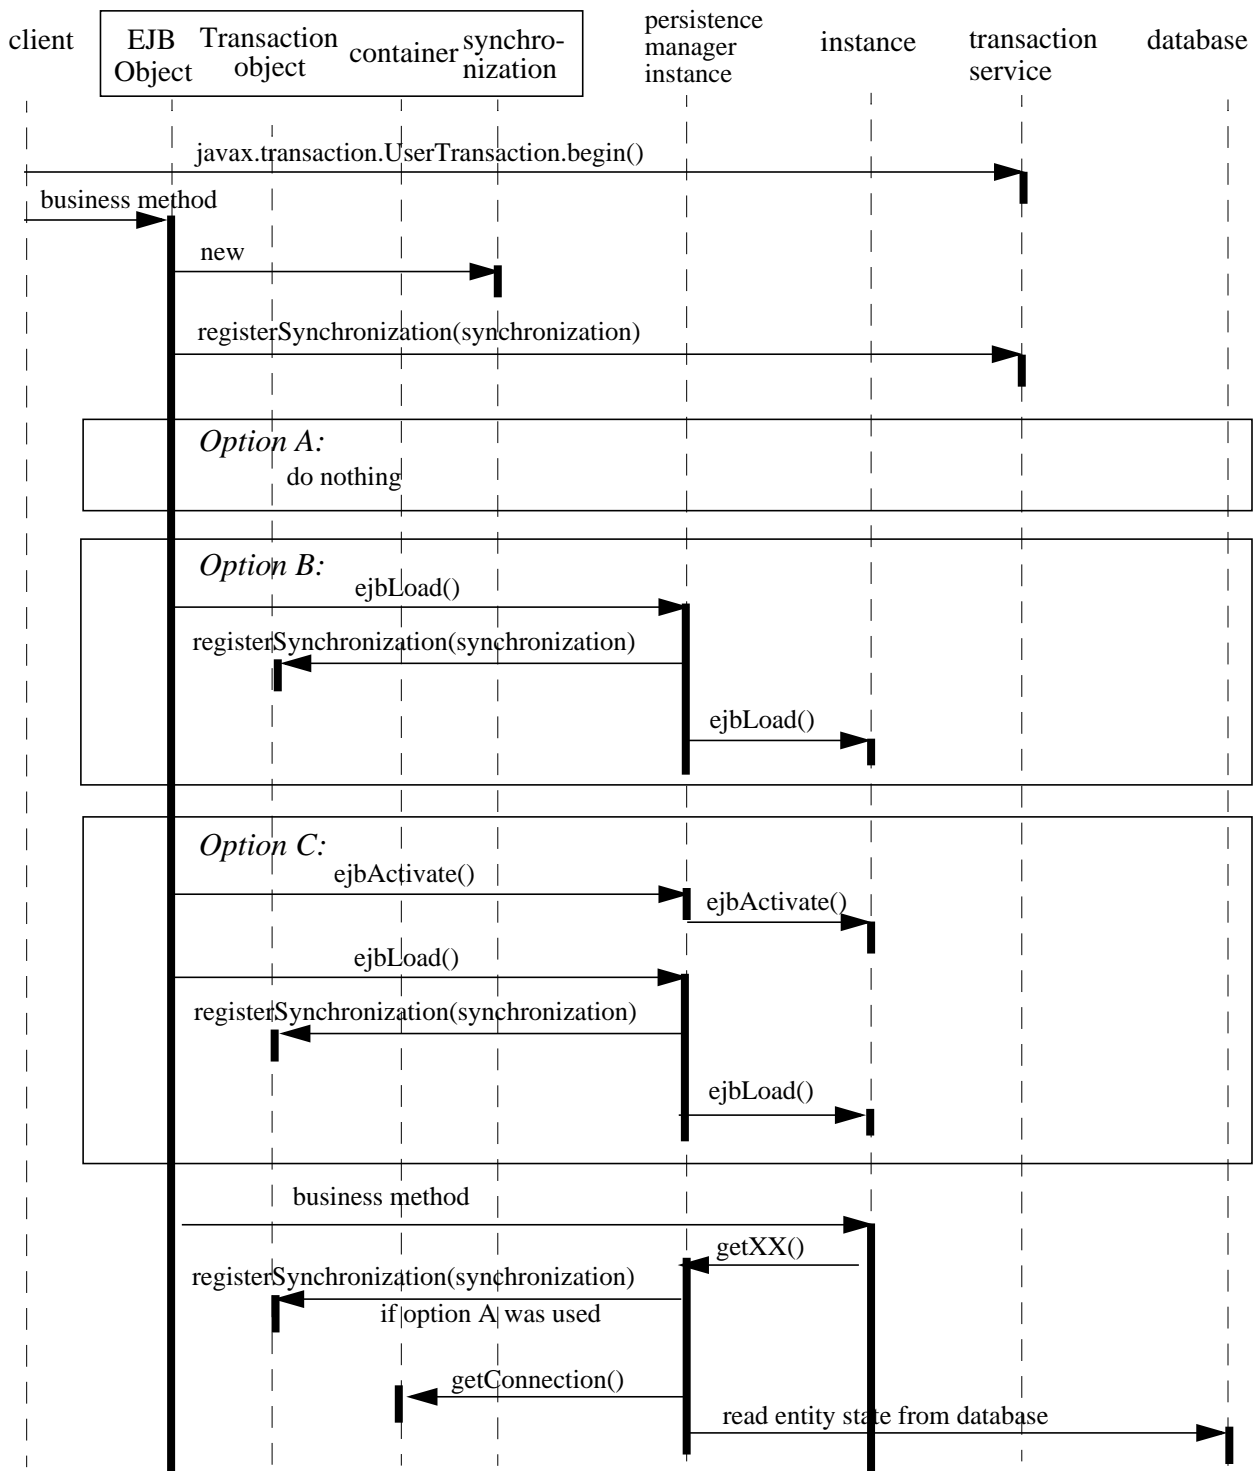 client
EJB
Object
Transaction
object
container
synchro-
nization
persistence
manager
instance
instance
transaction
service
database
javax.transaction.UserTransaction.begin()
business method
new
registerSynchronization(synchronization)
Option A:
do nothing
Option B:
ejbLoad()
registerSynchronization(synchronization)
ejbLoad()
Option C:
ejbActivate()
ejbActivate()
ejbLoad()
registerSynchronization(synchronization)
ejbLoad()
business method
getXX()
registerSynchronization(synchronization)
if option A was used
getConnection()
read entity state from database